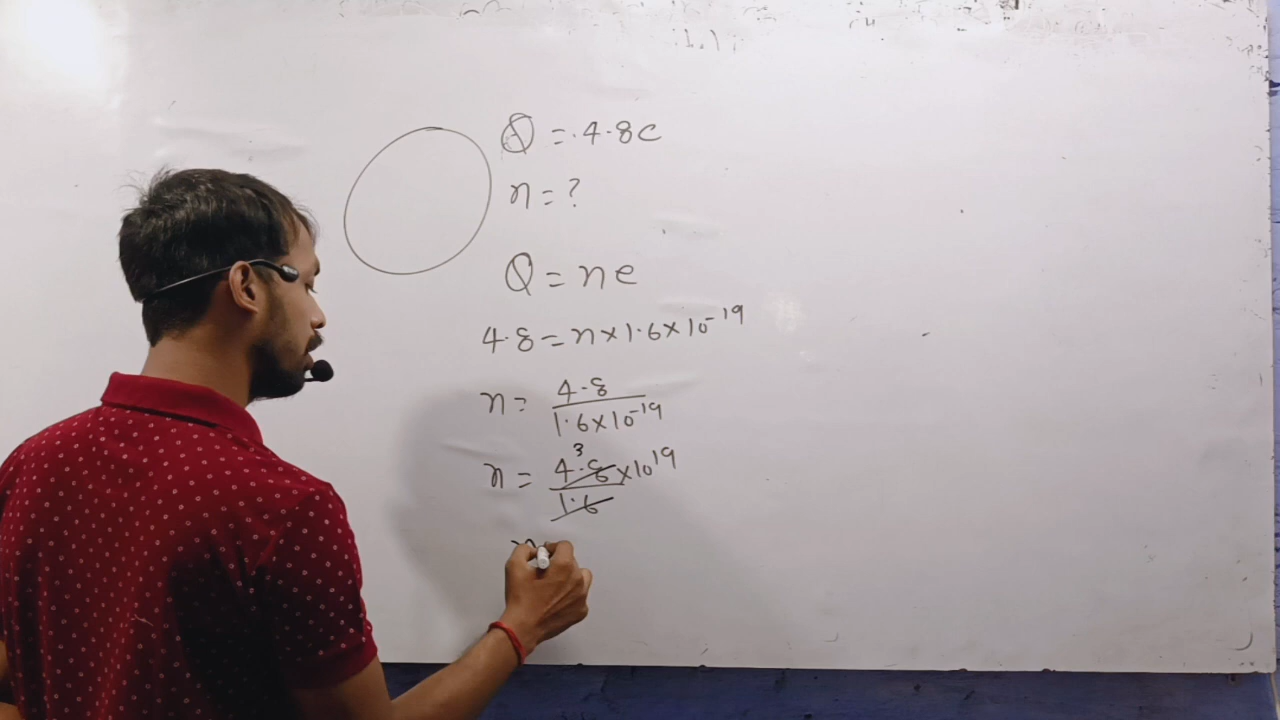 Q = 4.8c
n = ?
Q = ne
4.8 = n × 1.6 × 10⁻¹⁹
n = 4.8 / 1.6 × 10⁻¹⁹
3
n = 4.8 × 10¹⁹ / 1.6
n